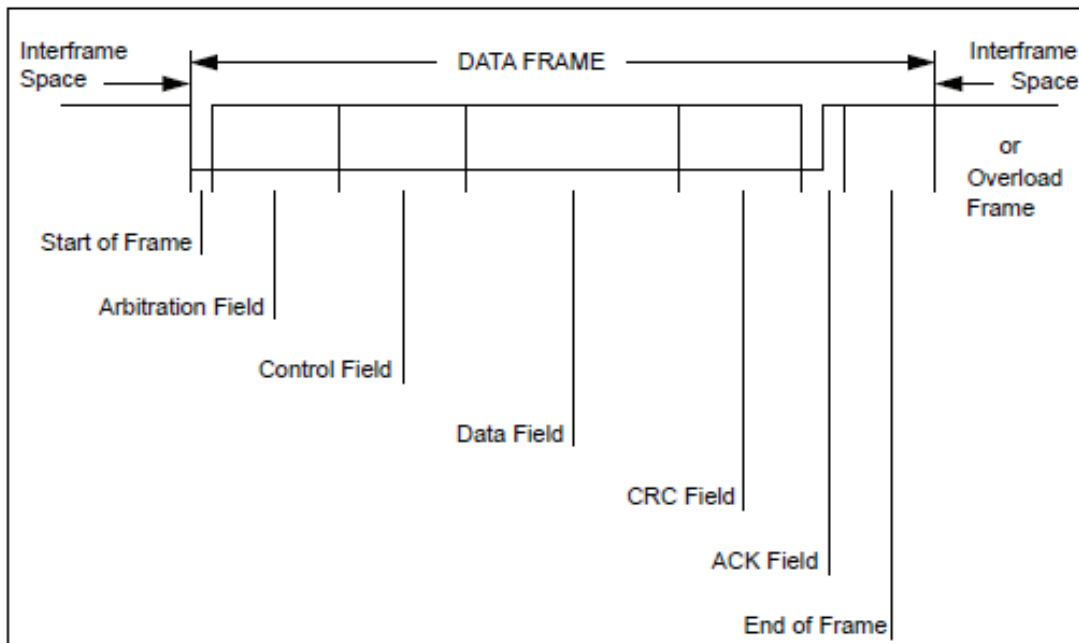 Interframe
Space
DATA FRAME
Interframe
Space
or
Overload
Frame
Start of Frame
Arbitration Field
Control Field
Data Field
CRC Field
ACK Field
End of Frame